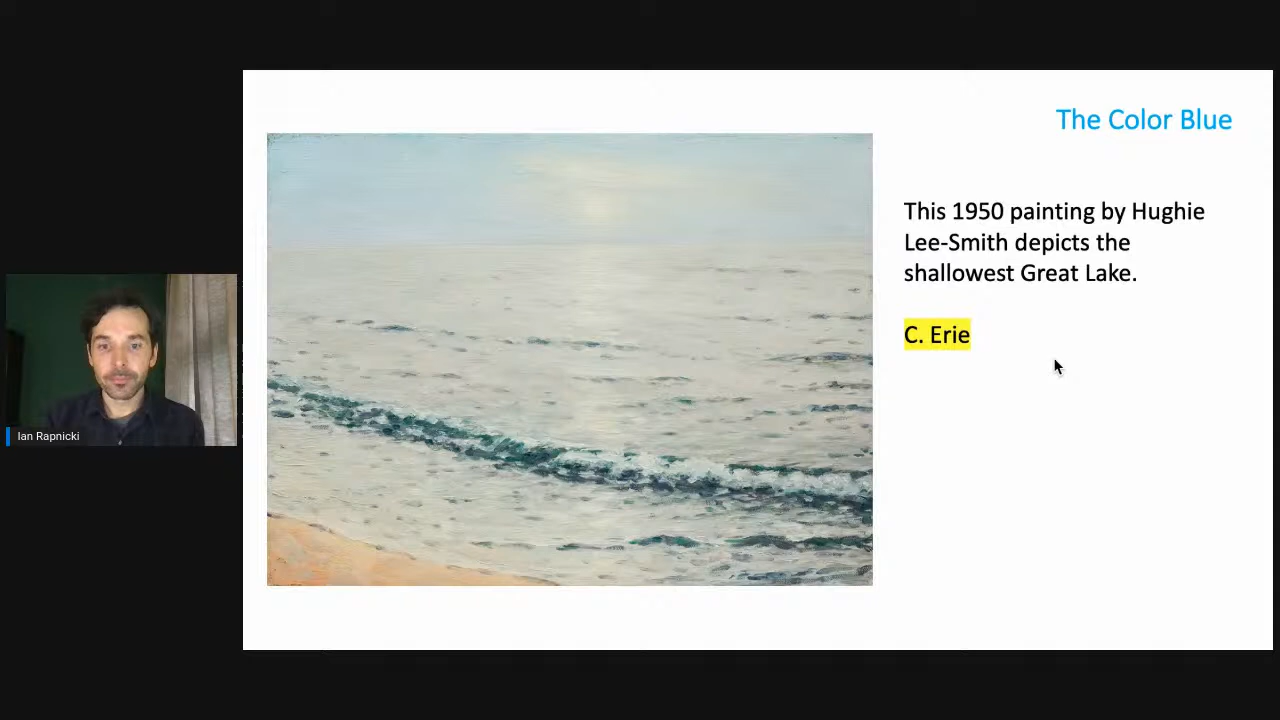 The Color Blue
This 1950 painting by Hughie
Lee-Smith depicts the
shallowest Great Lake.
C. Erie
Ian Rapnicki